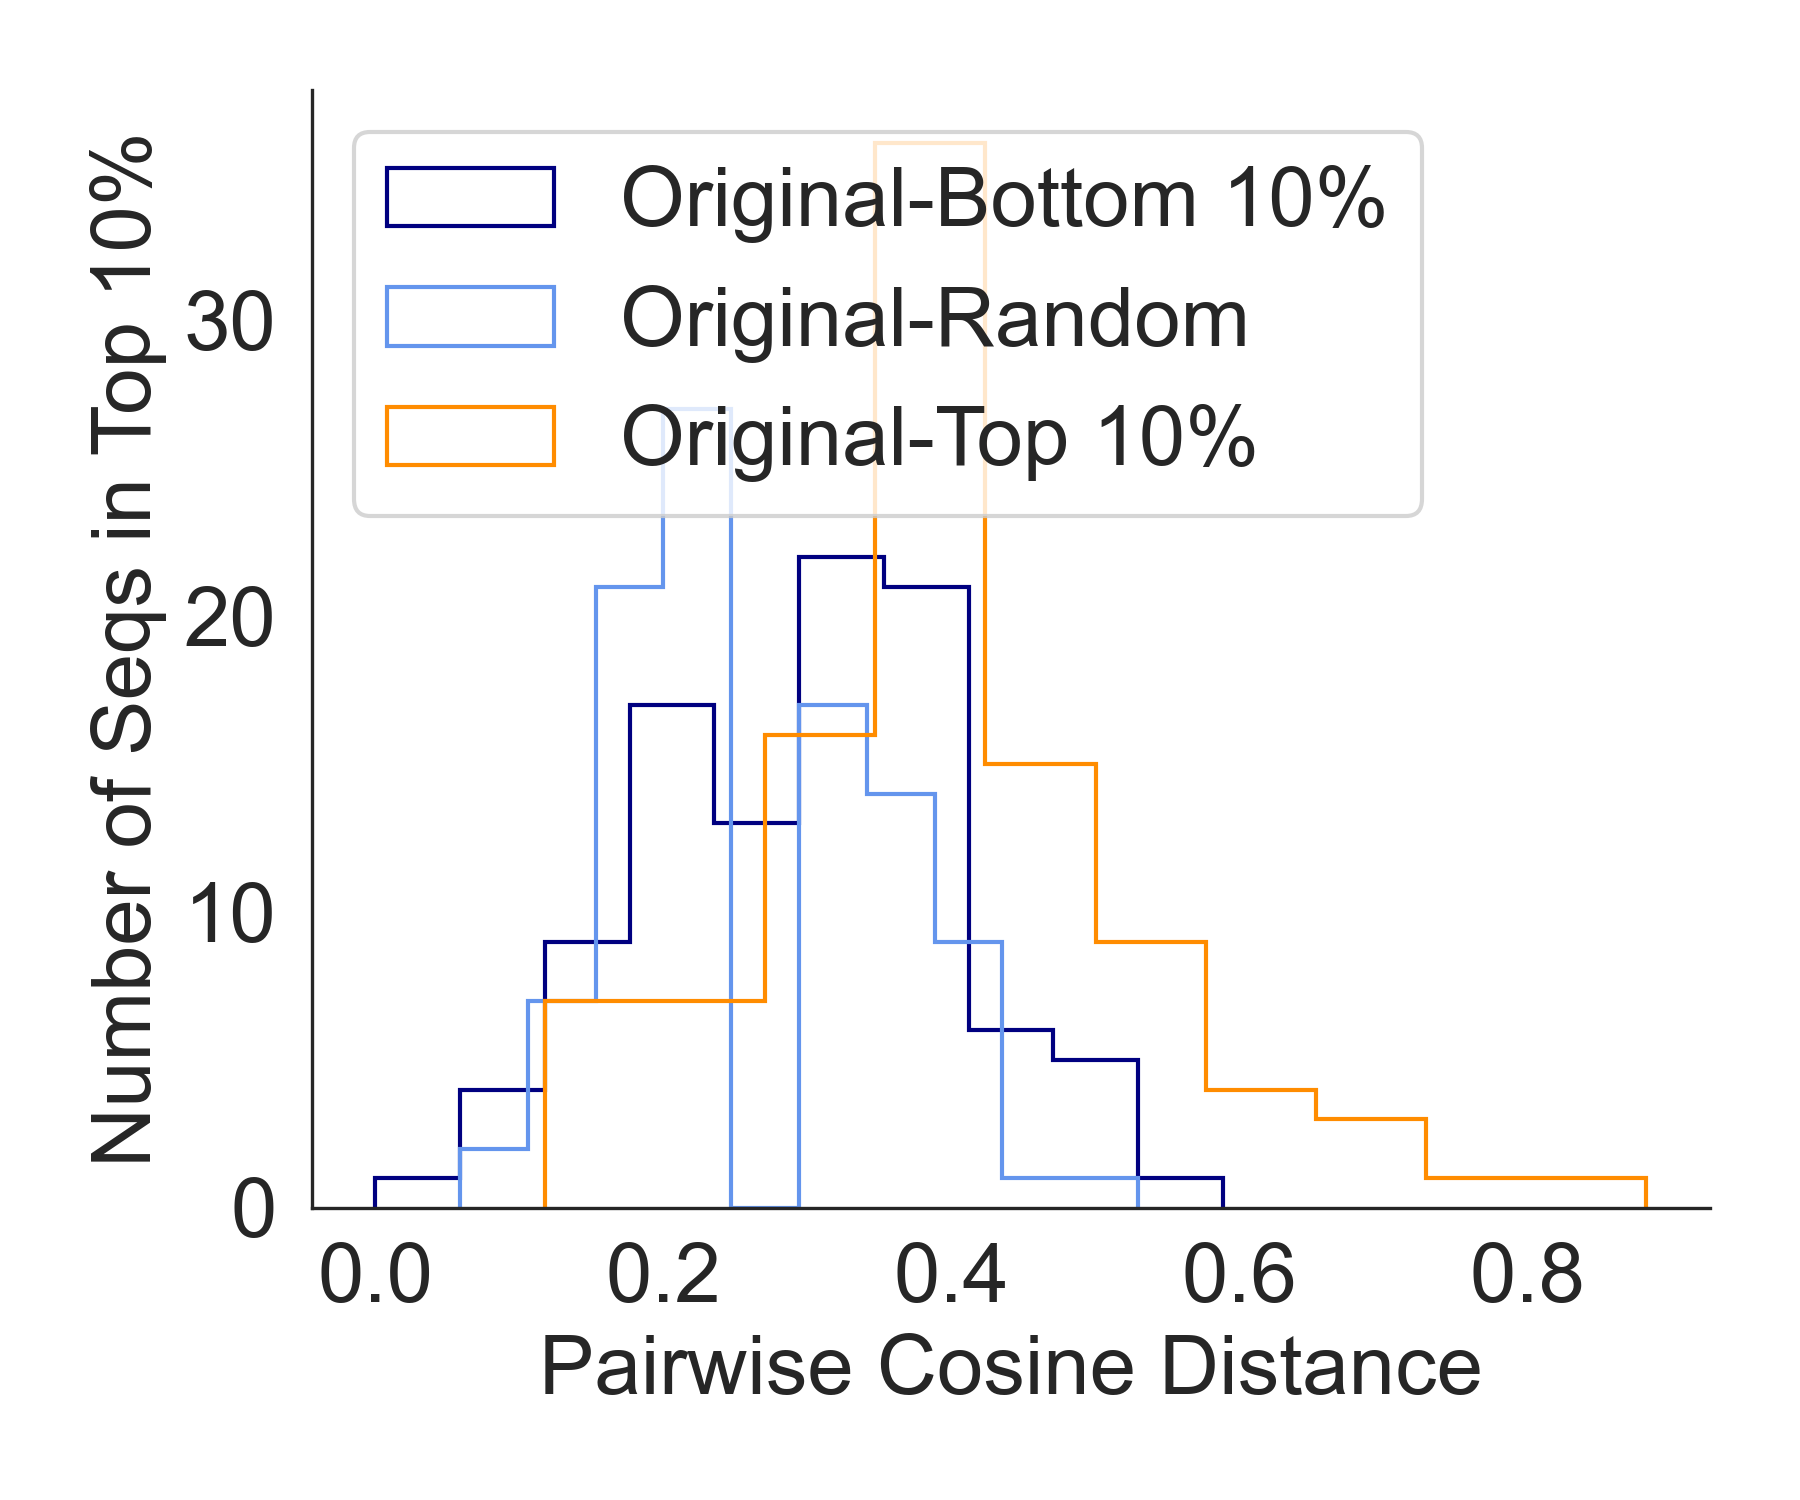 Number of Seqs in Top 10%
30
20
10
0
Original-Bottom 10%
Original-Random
Original-Top 10%
0.0 0.2 0.4 0.6 0.8
Pairwise Cosine Distance